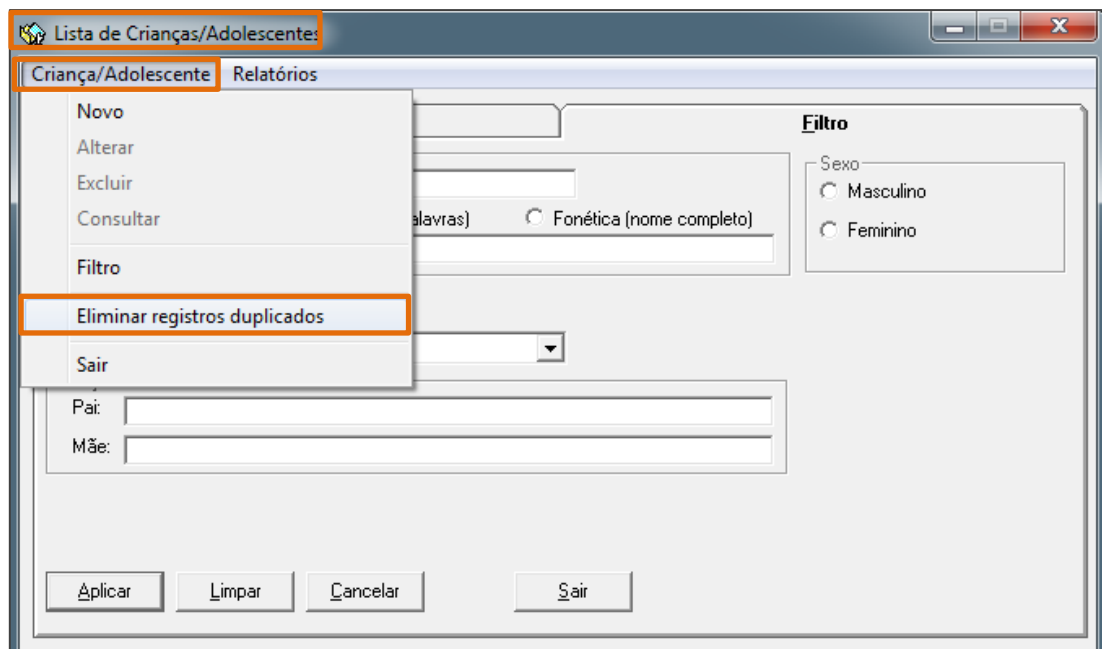 Lista de Crianças/Adolescentes
Criança/Adolescente Relatórios
Novo
Alterar
Excluir
Consultar
Filtro
Eliminar registros duplicados
Sair
Filtro
Sexo
Masculino
Feminino
Fonética (nome completo)
Pai:
Mãe:
Aplicar Limpar Cancelar Sair